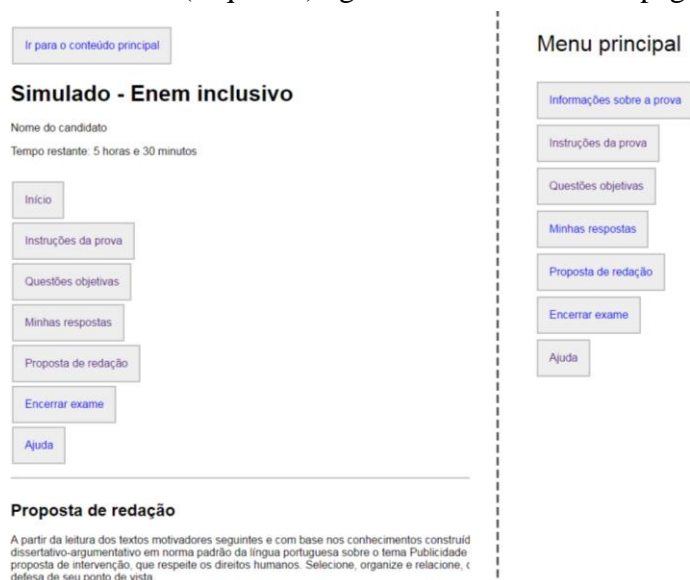 Ir para o conteúdo principal
Simulado - Enem inclusivo
Nome do candidato
Tempo restante: 5 horas e 30 minutos
Início
Instruções da prova
Questões objetivas
Minhas respostas
Proposta de redação
Encerrar exame
Ajuda
Proposta de redação
A partir da leitura dos textos motivadores seguintes e com base nos conhecimentos construíd
dissertativo-argumentativo em norma padrão da língua portuguesa sobre o tema Publicidade
proposta de intervenção, que respeite os direitos humanos. Selecione, organize e relacione, c
defesa de seu ponto de vista
Menu principal
Informações sobre a prova
Instruções da prova
Questões objetivas
Minhas respostas
Proposta de redação
Encerrar exame
Ajuda